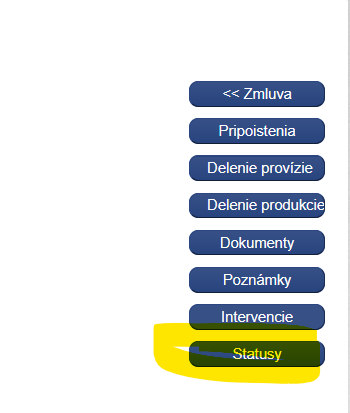 << Zmluva
Pripoistenia
Delenie provízie
Delenie produkcie
Dokumenty
Poznámky
Intervencie
Statusy